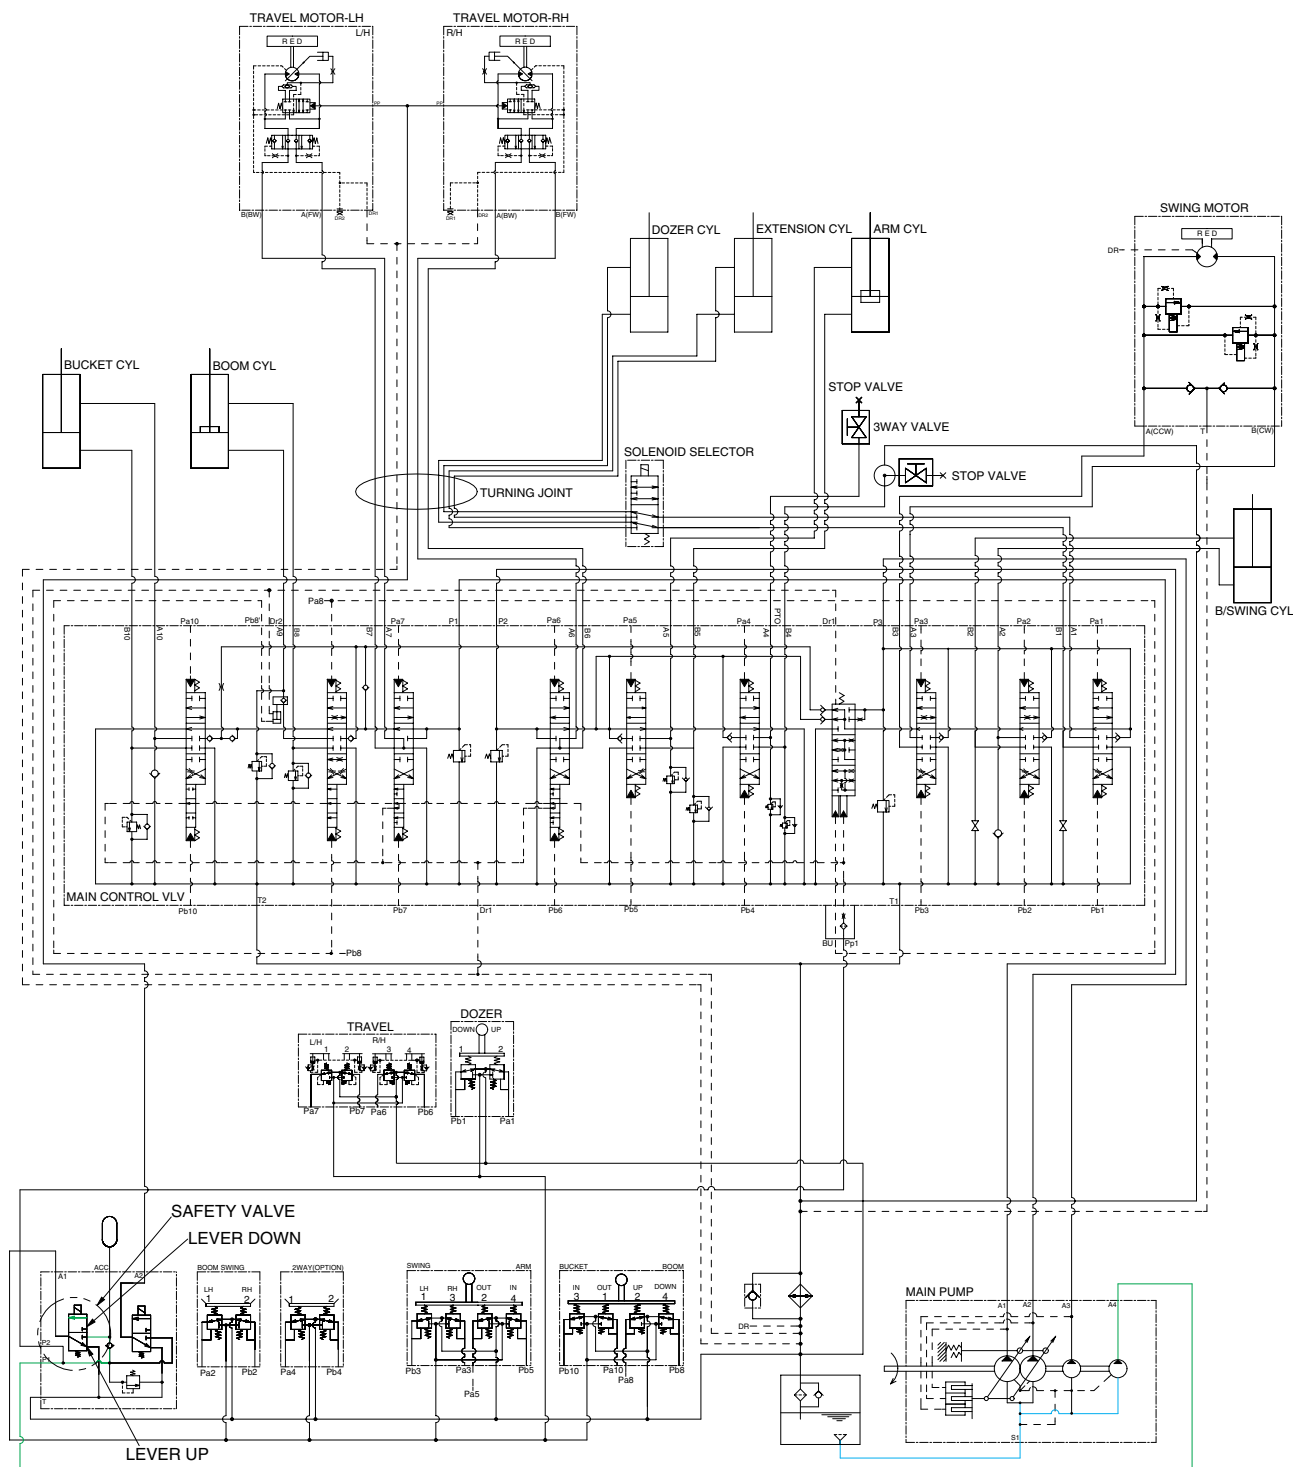 TRAVEL MOTOR-LH TRAVEL MOTOR-RH
L/H R/H
RED RED
PP PP
B(BW) A(FW) DR2 DR1 DR1 DR2 A(BW) B(FW)
SWING MOTOR
RED
DR
A(CCW) T B(CW)
DOZER CYL EXTENSION CYL ARM CYL
BUCKET CYL BOOM CYL
STOP VALVE
3WAY VALVE
STOP VALVE
SOLENOID SELECTOR
TURNING JOINT
B/SWING CYL
Pa8
B10 A10 Pa10 Pb8' Dr2 A9 B8 B7 A7 Pa7 P1 P2 Pa6 A6 B6 Pa5 A5 B5 Pa4 PTO A4 B4 Dr1 P3 B3 A3 Pa3 B2 A2 Pa2 B1 A1 Pa1
MAIN CONTROL VLV
Pb10 T2 Pb7 Dr1 Pb6 Pb5 Pb4 T1 Pb3 Pb2 Pb1
BU Pp1
Pb8
TRAVEL
L/H R/H
1 2 3 4
Pa7 Pb7 Pa6 Pb6
DOZER
DOWN UP
1 2
Pb1 Pa1
SAFETY VALVE
LEVER DOWN
A1 ACC A2
P2
P1
T
LEVER UP
BOOM SWING
LH RH
1 2
Pa2 Pb2
2WAY(OPTION)
1 2
Pa4 Pb4
SWING ARM
LH RH OUT IN
1 3 2 4
Pb3 Pa3 Pb5
Pa5
BUCKET BOOM
IN OUT UP DOWN
3 1 2 4
Pb10 Pa10 Pb8
Pa8
DR
MAIN PUMP
A1 A2 A3 A4
S1